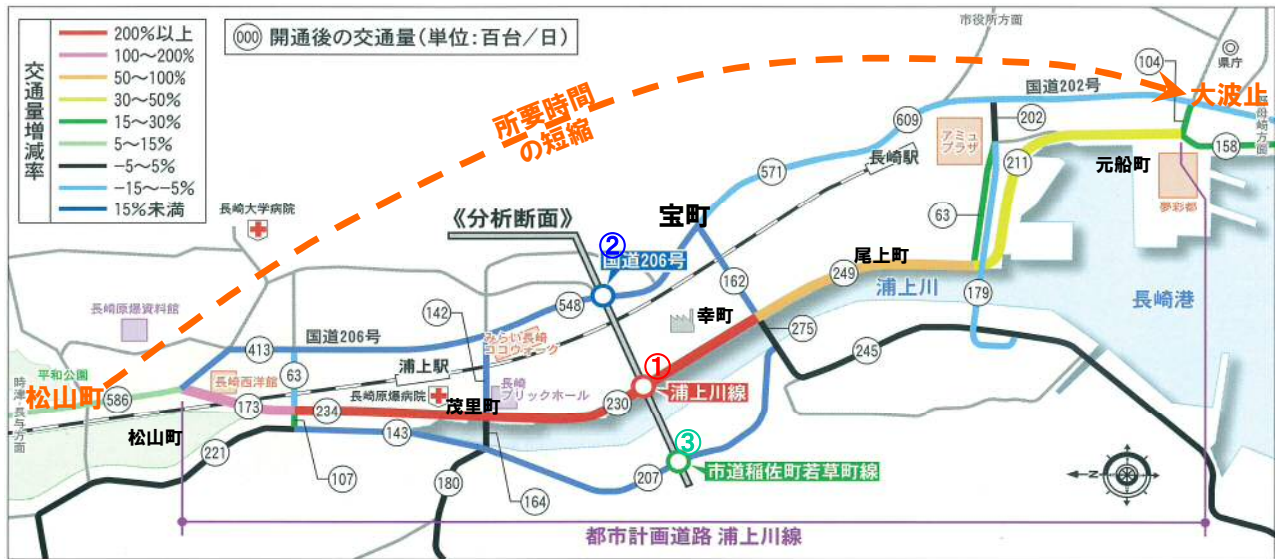 交通量増減率
200%以上
100～200%
50～100%
30～50%
15～30%
5～15%
−5～5%
−15～−5%
15%未満
000 開通後の交通量(単位:百台/日)
市役所方面
県庁
104
大波止
国道202号
所要時間
の短縮
609
202
アミュ
プラザ
長崎駅
571
211
元船町
158
夢彩都
長崎大学病院
《分析断面》
宝町
②
国道206号
63
尾上町
249
162
浦上川
179
長崎港
長崎原爆資料館
142
548
幸町
275
国道206号
みらい長崎
ココウォーク
245
413
浦上駅
①
浦上川線
平和公園
63
長崎西洋館
長崎原爆病院
長崎
ブリックホール
松山町
586
時津・長与方面
173
234
茂里町
230
松山町
143
③
市道稲佐町若草町線
221
107
180
164
207
N
都市計画道路 浦上川線